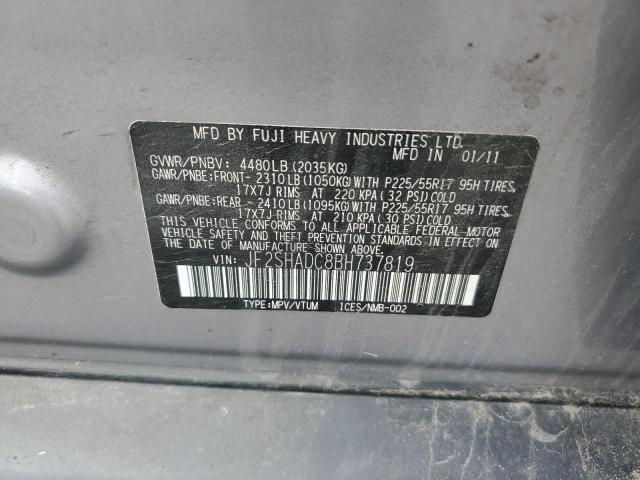 MFD BY FUJI HEAVY INDUSTRIES LTD.
MFD IN 01/11
GVWR/PNBV: 4480LB(2035KG)
GAWR/PNBE:FRONT- 2310LB(1050KG)WITH P225/55R17 95H TIRES,
17X7J RIMS AT 220 KPA(32 PSI)COLD
GAWR/PNBE:REAR - 2410LB(1095KG)WITH P225/55R17 95H TIRES,
17X7J RIMS AT 210 KPA(30 PSI)COLD
THIS VEHICLE CONFORMS TO ALL APPLICABLE FEDERAL MOTOR
VEHICLE SAFETY AND THEFT PREVENTION STANDARDS IN EFFECT
ON THE DATE OF MANUFACTURE SHOWN ABOVE.
VIN: JF2SHADC8BH737819
TYPE:MPV/VTUM ICES/NMB-002